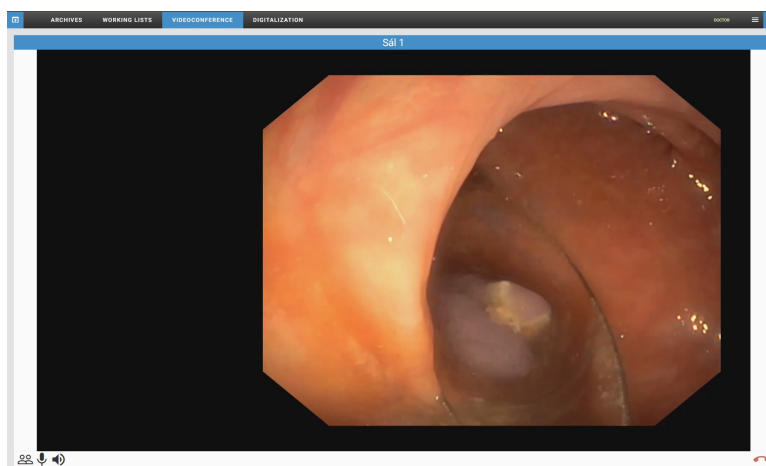 ARCHIVES WORKING LISTS VIDEOCONFERENCE DIGITALIZATION DOCTOR
Sál 1